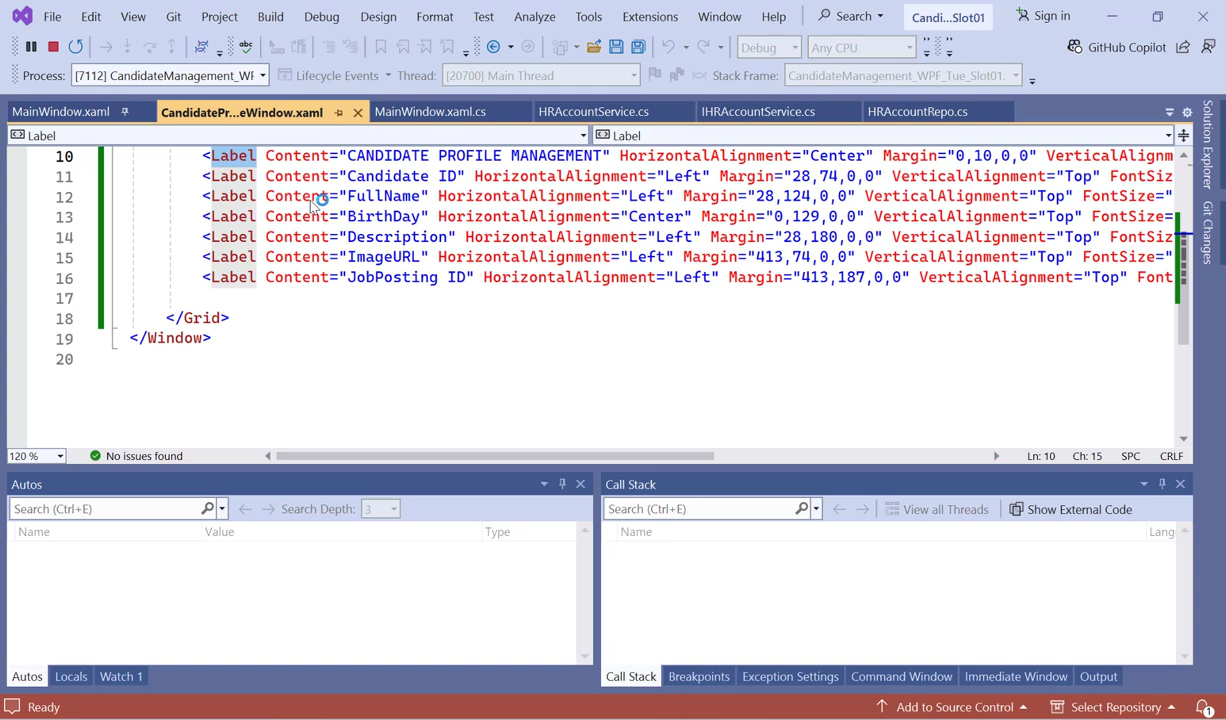 File Edit View Git Project Build Debug Design Format Test Analyze Tools Extensions Window Help Search Candi...Slot01 Sign in
Debug Any CPU GitHub Copilot
Process: [7112] CandidateManagement_WPF Lifecycle Events Thread: [20700] Main Thread Stack Frame: CandidateManagement_WPF_Tue_Slot01.
MainWindow.xaml CandidatePr...eWindow.xaml MainWindow.xaml.cs HRAccountService.cs IHRAccountService.cs HRAccountRepo.cs
Label Label
10 <Label Content="CANDIDATE PROFILE MANAGEMENT" HorizontalAlignment="Center" Margin="0,10,0,0" VerticalAlignm
11 <Label Content="Candidate ID" HorizontalAlignment="Left" Margin="28,74,0,0" VerticalAlignment="Top" FontSiz
12 <Label Content="FullName" HorizontalAlignment="Left" Margin="28,124,0,0" VerticalAlignment="Top" FontSize="
13 <Label Content="BirthDay" HorizontalAlignment="Center" Margin="0,129,0,0" VerticalAlignment="Top" FontSize=
14 <Label Content="Description" HorizontalAlignment="Left" Margin="28,180,0,0" VerticalAlignment="Top" FontSiz
15 <Label Content="ImageURL" HorizontalAlignment="Left" Margin="413,74,0,0" VerticalAlignment="Top" FontSize="
16 <Label Content="JobPosting ID" HorizontalAlignment="Left" Margin="413,187,0,0" VerticalAlignment="Top" Font
17
18 </Grid>
19 </Window>
20
120 % No issues found Ln: 10 Ch: 15 SPC CRLF
Autos Call Stack
Search (Ctrl+E) Search Depth: 3 Search (Ctrl+E) View all Threads Show External Code
Name Value Type Name Lang
Autos Locals Watch 1 Call Stack Breakpoints Exception Settings Command Window Immediate Window Output
Ready Add to Source Control Select Repository 1
Solution Explorer
Git Changes